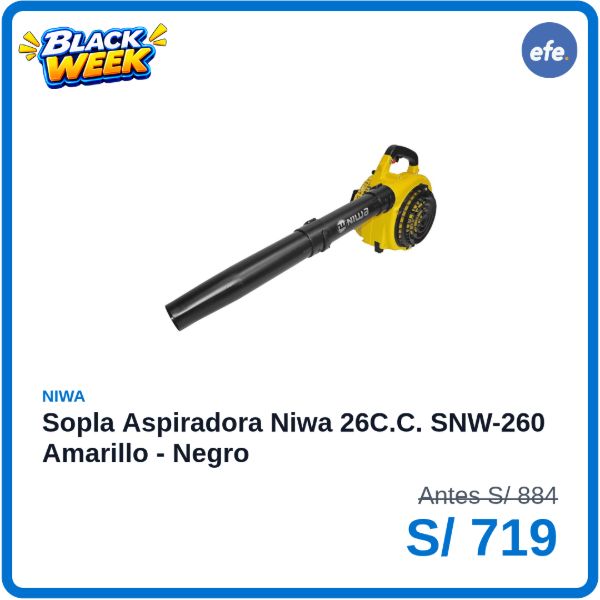 BLACK
WEEK
efe.
NIWA
NIWA
Sopla Aspiradora Niwa 26C.C. SNW-260
Amarillo - Negro
Antes S/ 884
S/ 719